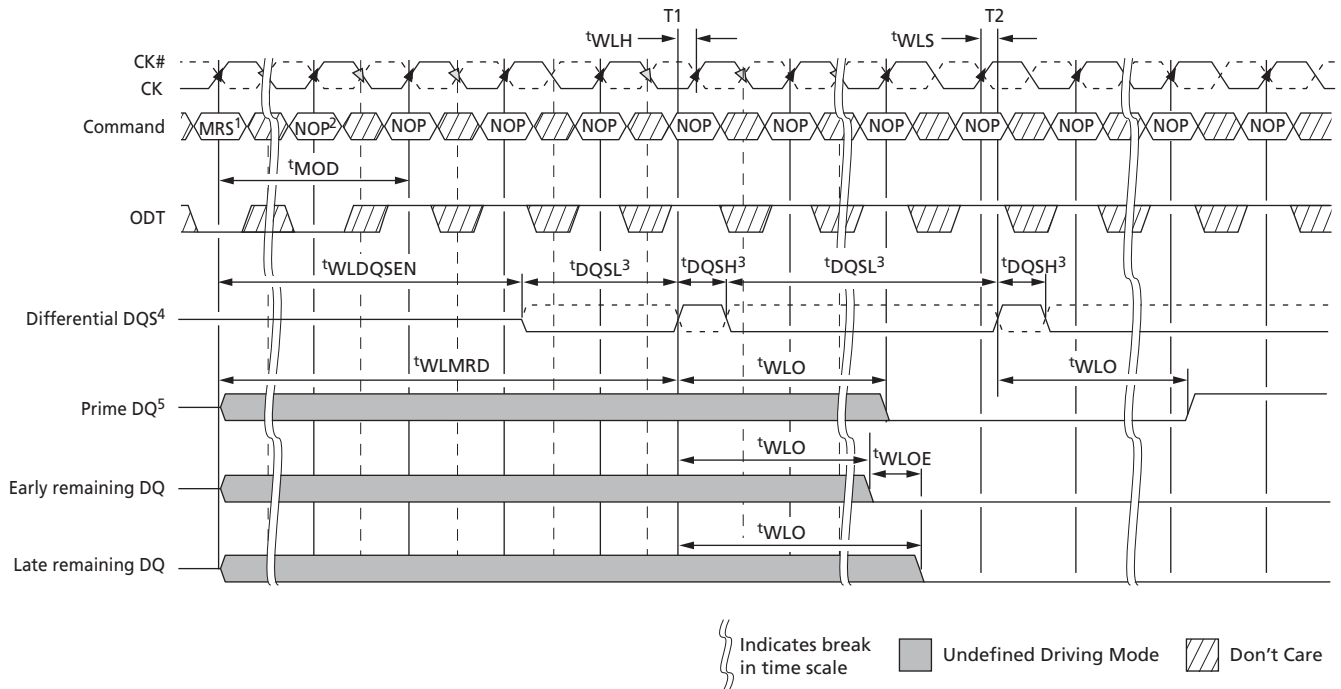 T1 T2
tWLH tWLS
CK#
CK
Command MRS1 NOP2 NOP NOP NOP NOP NOP NOP NOP NOP NOP NOP
tMOD
ODT
tWLDQSEN tDQSL3 tDQSH3 tDQSL3 tDQSH3
Differential DQS4
tWLMRD tWLO tWLO
Prime DQ5
tWLO tWLOE
Early remaining DQ
tWLO
Late remaining DQ
Indicates break
in time scale
Undefined Driving Mode
Don't Care